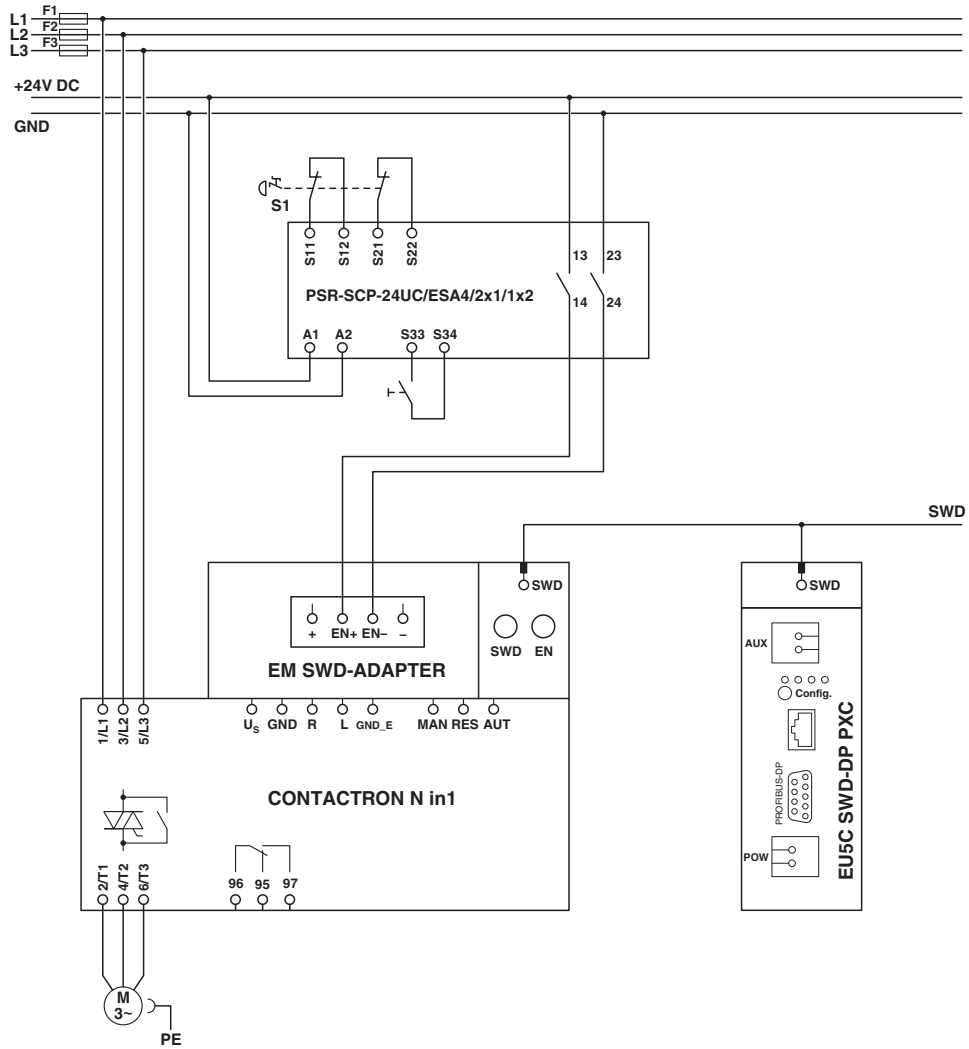 F1
L1
F2
L2
F3
L3
+24V DC
GND
S1
S11
S12
S21
S22
13
23
PSR-SCP-24UC/ESA4/2x1/1x2
14
24
A1
A2
S33
S34
SWD
SWD
SWD
+
EN+
EN–
–
SWD
EN
AUX
EM SWD-ADAPTER
Config.
1/L1
3/L2
5/L3
US
GND
R
L
GND_E
MAN
RES
AUT
CONTACTRON N in1
PROFIBUS-DP
EU5C SWD-DP PXC
POW
2/T1
4/T2
6/T3
96
95
97
M
3~
PE